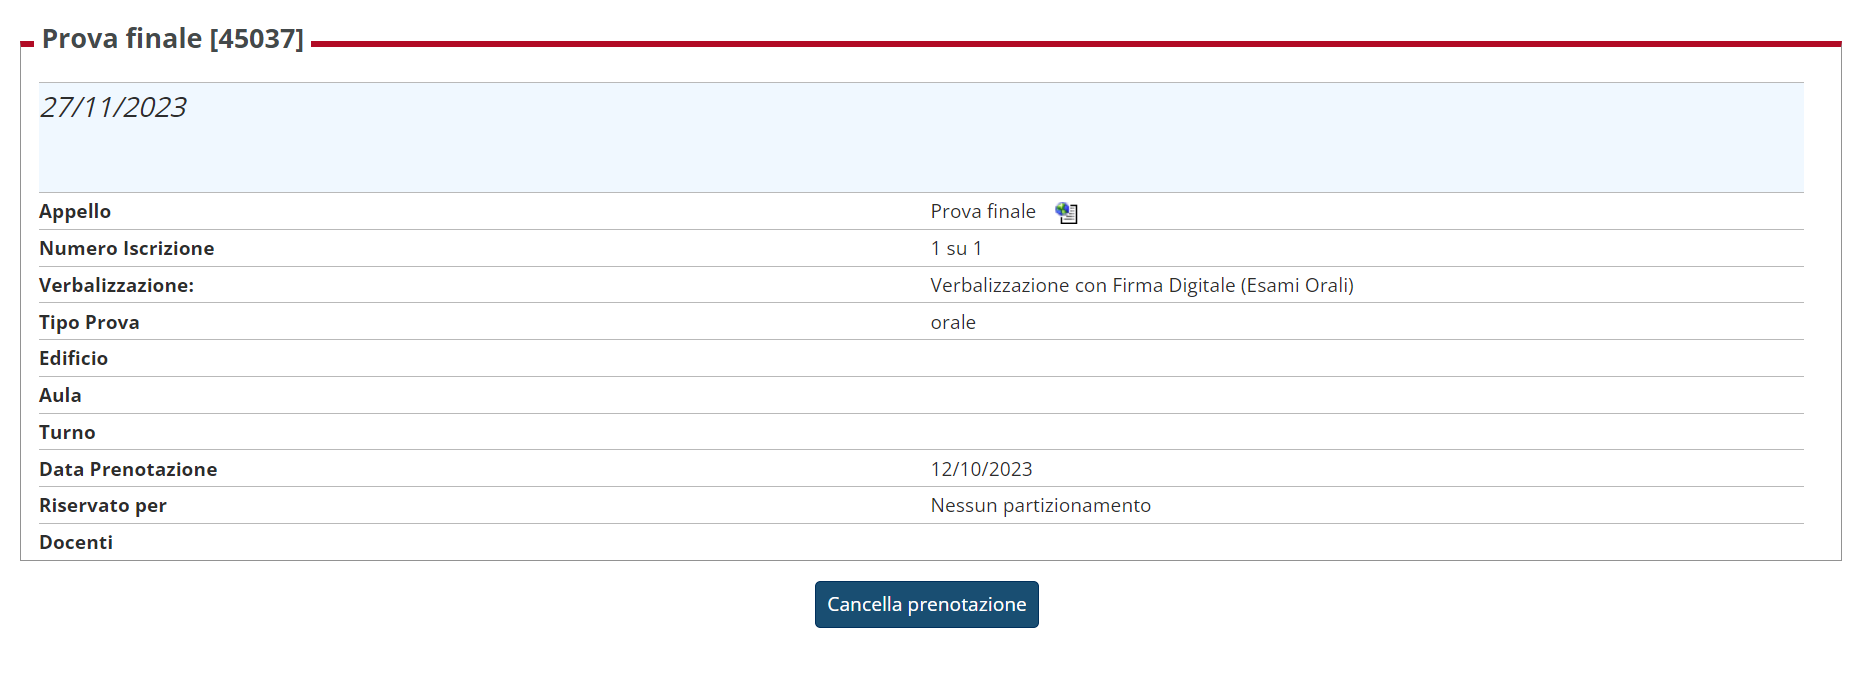 Prova finale [45037]
27/11/2023
Appello Prova finale
Numero Iscrizione 1 su 1
Verbalizzazione: Verbalizzazione con Firma Digitale (Esami Orali)
Tipo Prova orale
Edificio
Aula
Turno
Data Prenotazione 12/10/2023
Riservato per Nessun partizionamento
Docenti
Cancella prenotazione